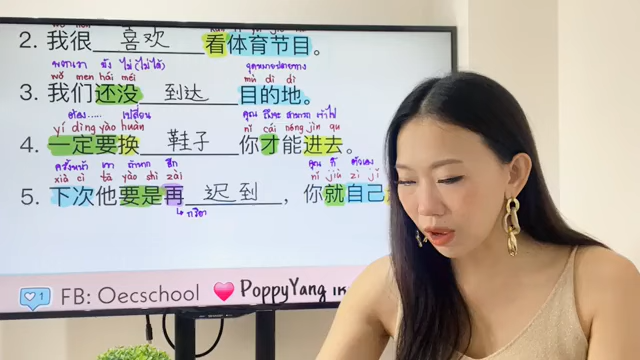 2. 我很 喜欢 看体育节目。
พวกเรา ยัง ไม่(ไม่ได้) จุดหมายปลายทาง
wǒ men hái méi mù dì dì
3. 我们还没 到达 目的地。
ต้อง...... เปลี่ยน คุณ ถึงจะ สามารถ เข้าไป
yí dìng yào huàn nǐ cái néng jìn qu
4. 一定要换 鞋子 你才能进去。
ครั้งหน้า เขา ถ้าหาก อีก คุณ ก็ ตัวเอง
xià cì tā yào shì zài nǐ jiù zì jǐ
5. 下次他要是再 迟到, 你就自己
กริยา
1 FB: Oecschool PoppyYang